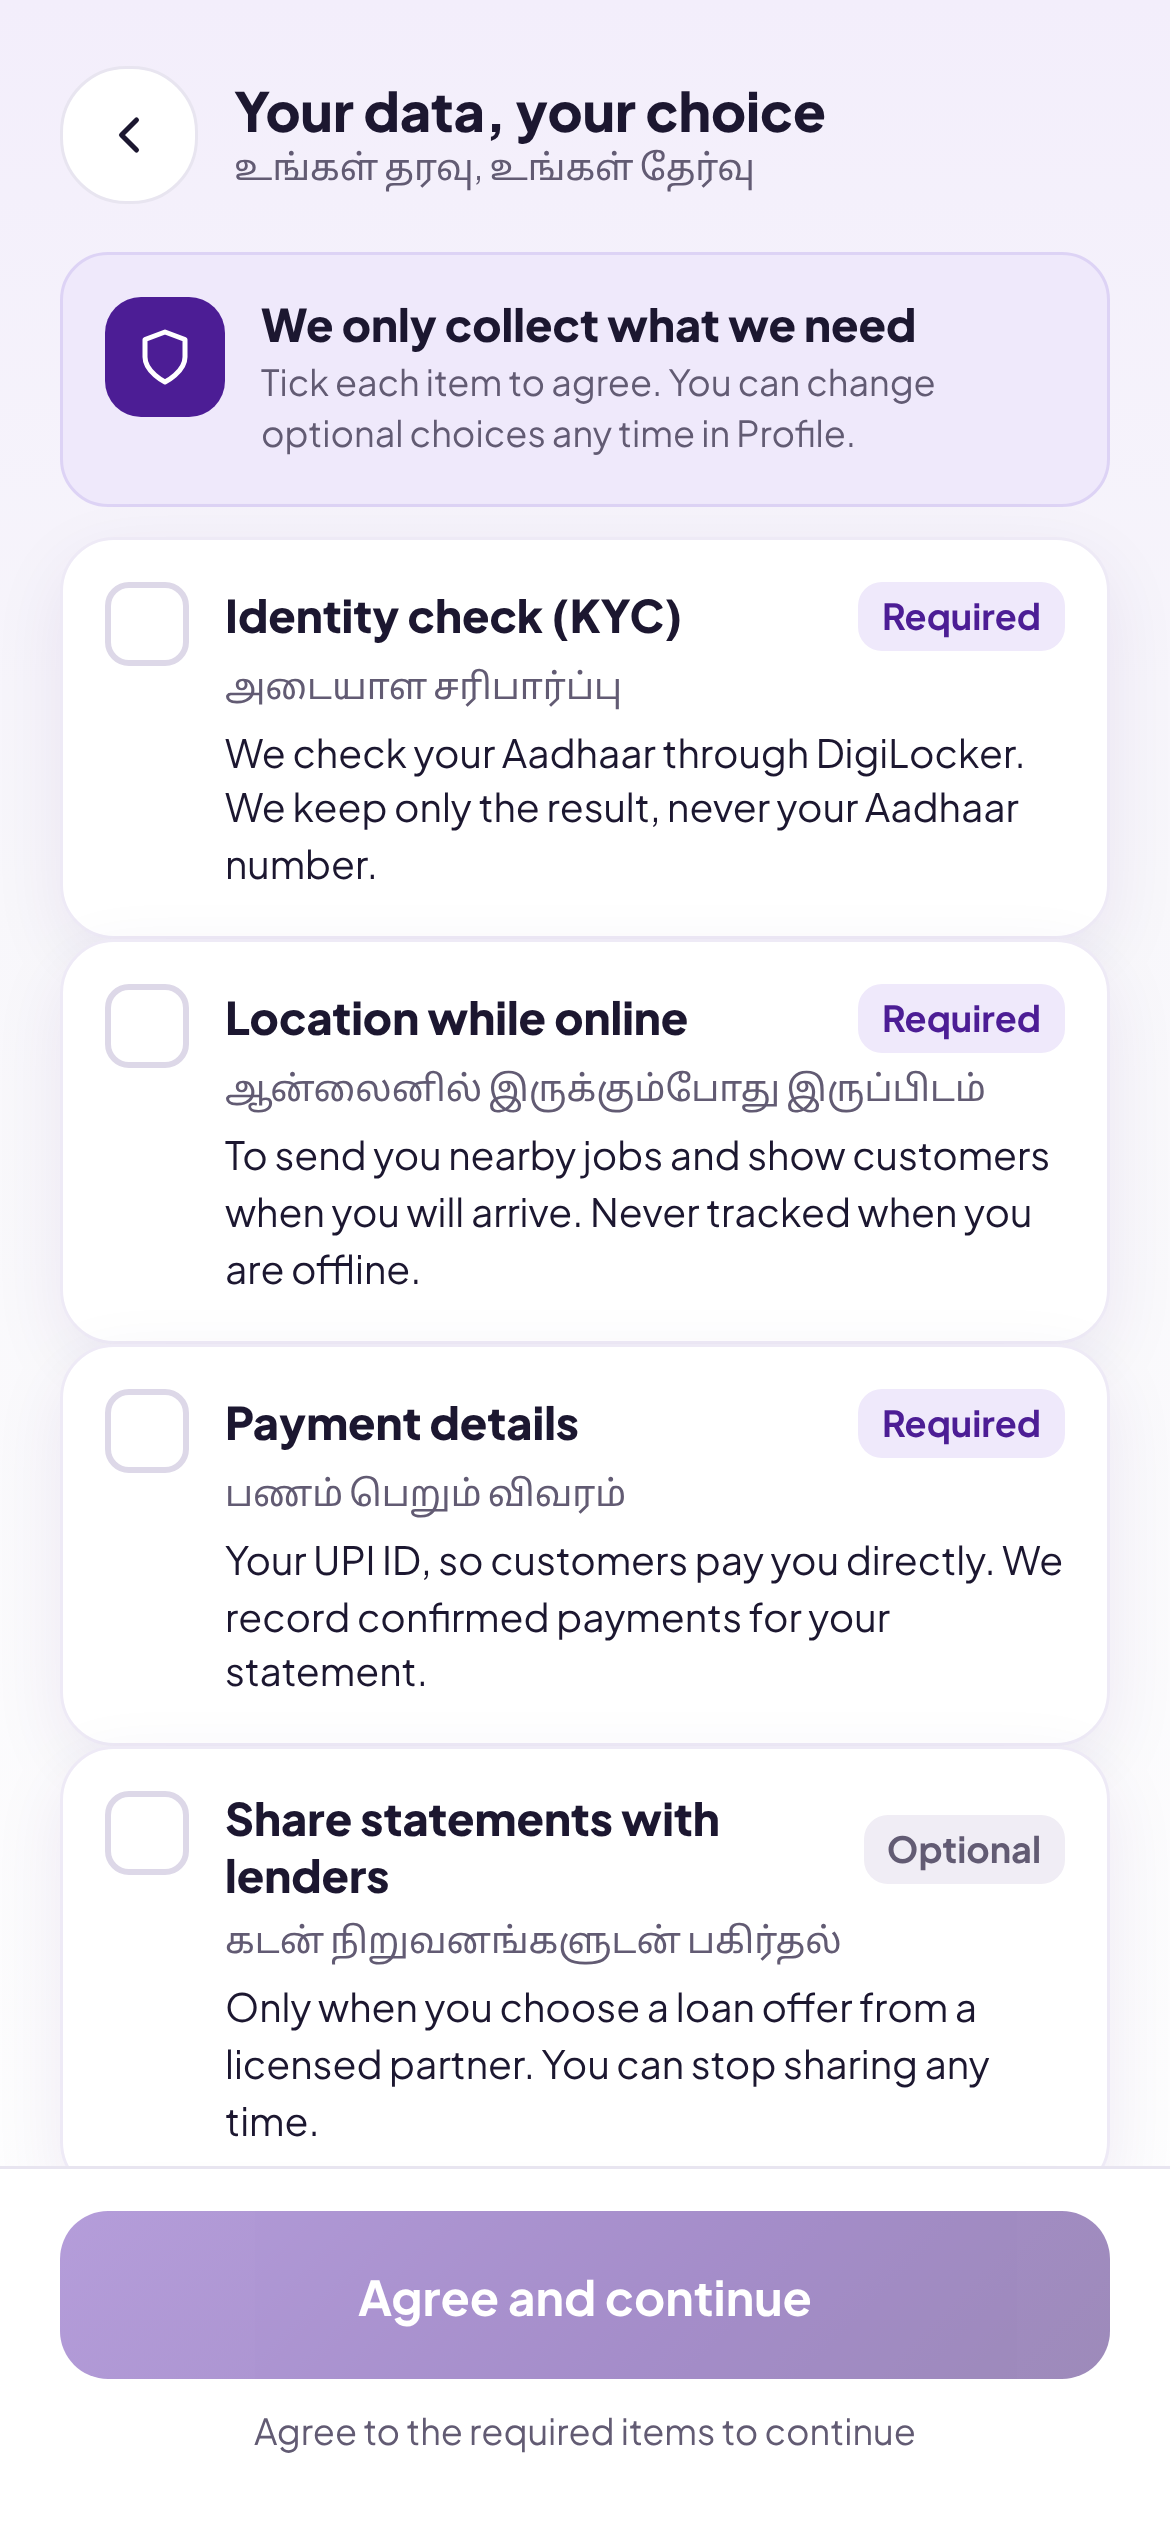 Your data, your choice
உங்கள் தரவு, உங்கள் தேர்வு
We only collect what we need
Tick each item to agree. You can change
optional choices any time in Profile.
Identity check (KYC)
Required
அடையாள சரிபார்ப்பு
We check your Aadhaar through DigiLocker.
We keep only the result, never your Aadhaar
number.
Location while online
Required
ஆன்லைனில் இருக்கும்போது இருப்பிடம்
To send you nearby jobs and show customers
when you will arrive. Never tracked when you
are offline.
Payment details
Required
பணம் பெறும் விவரம்
Your UPI ID, so customers pay you directly. We
record confirmed payments for your
statement.
Share statements with
lenders
Optional
கடன் நிறுவனங்களுடன் பகிர்தல்
Only when you choose a loan offer from a
licensed partner. You can stop sharing any
time.
Agree and continue
Agree to the required items to continue